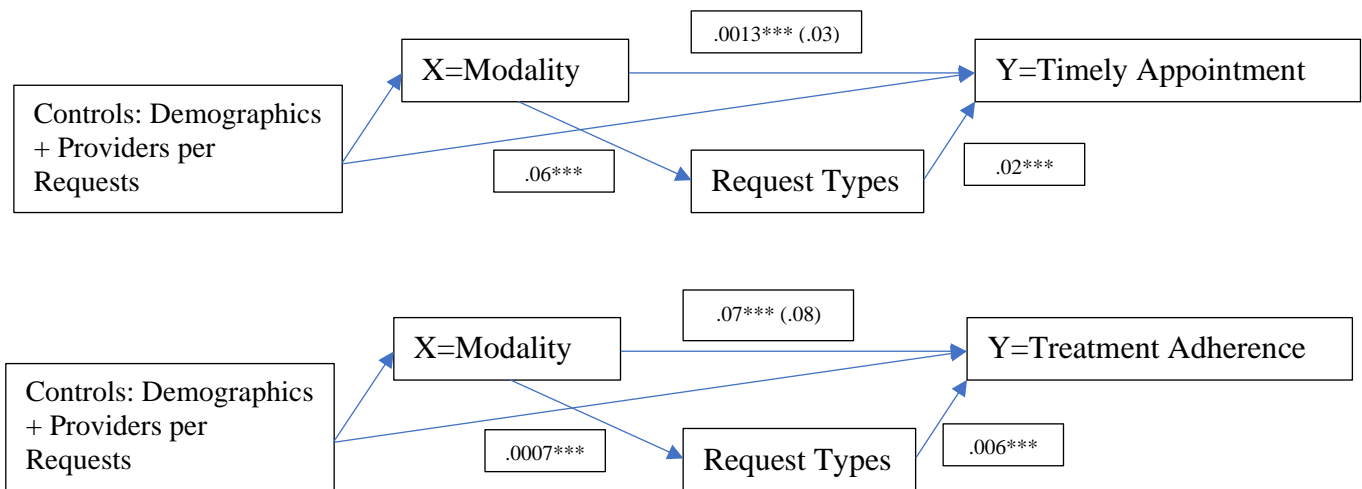 .0013*** (.03)
X=Modality
Y=Timely Appointment
Controls: Demographics
+ Providers per
Requests
.06***
Request Types
.02***
.07*** (.08)
X=Modality
Y=Treatment Adherence
Controls: Demographics
+ Providers per
Requests
.0007***
Request Types
.006***